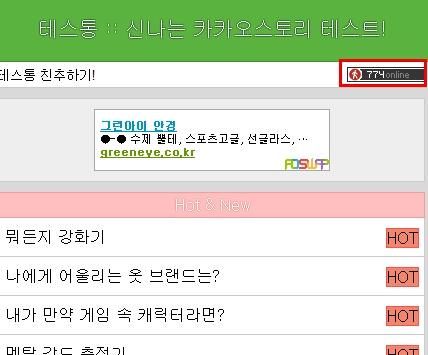 테스통 :: 신나는 카카오스토리 테스트!
테스통 친추하기!
774online
그린아이 안경
●-● 수제 뿔테, 스포츠고글, 선글라스, ···
greeneye.co.kr
ADSWAP
Hot & New
뭐든지 강화기 HOT
나에게 어울리는 옷 브랜드는? HOT
내가 만약 게임 속 캐릭터라면? HOT
멘탈 강도 측정기